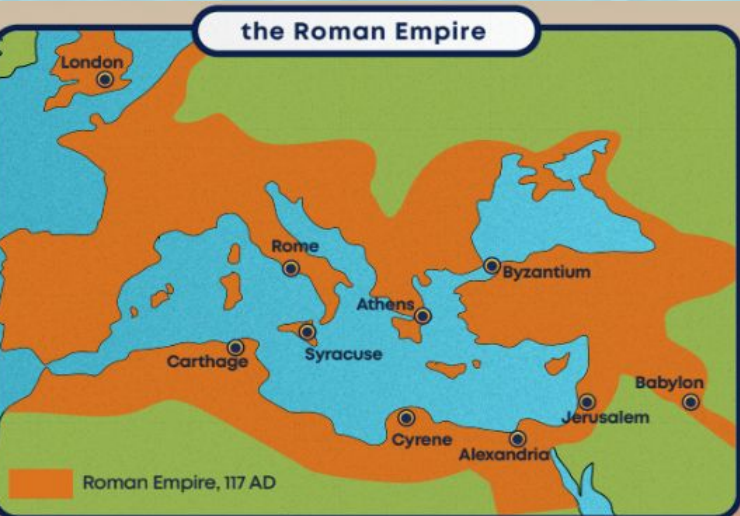 the Roman Empire
London
Rome
Byzantium
Athens
Carthage
Syracuse
Babylon
Jerusalem
Cyrene
Alexandria
Roman Empire, 117 AD